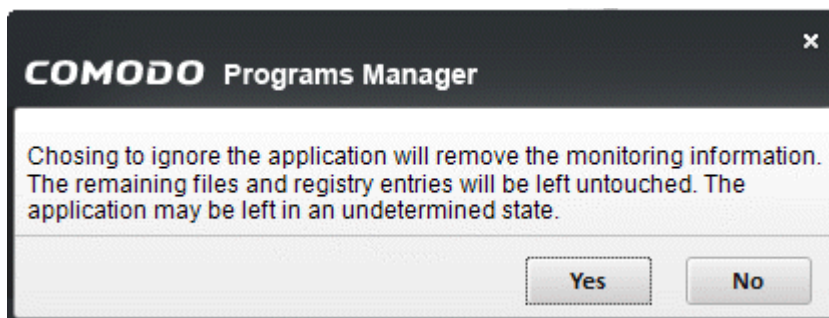 COMODO Programs Manager
Chosing to ignore the application will remove the monitoring information.
The remaining files and registry entries will be left untouched. The
application may be left in an undetermined state.
Yes No